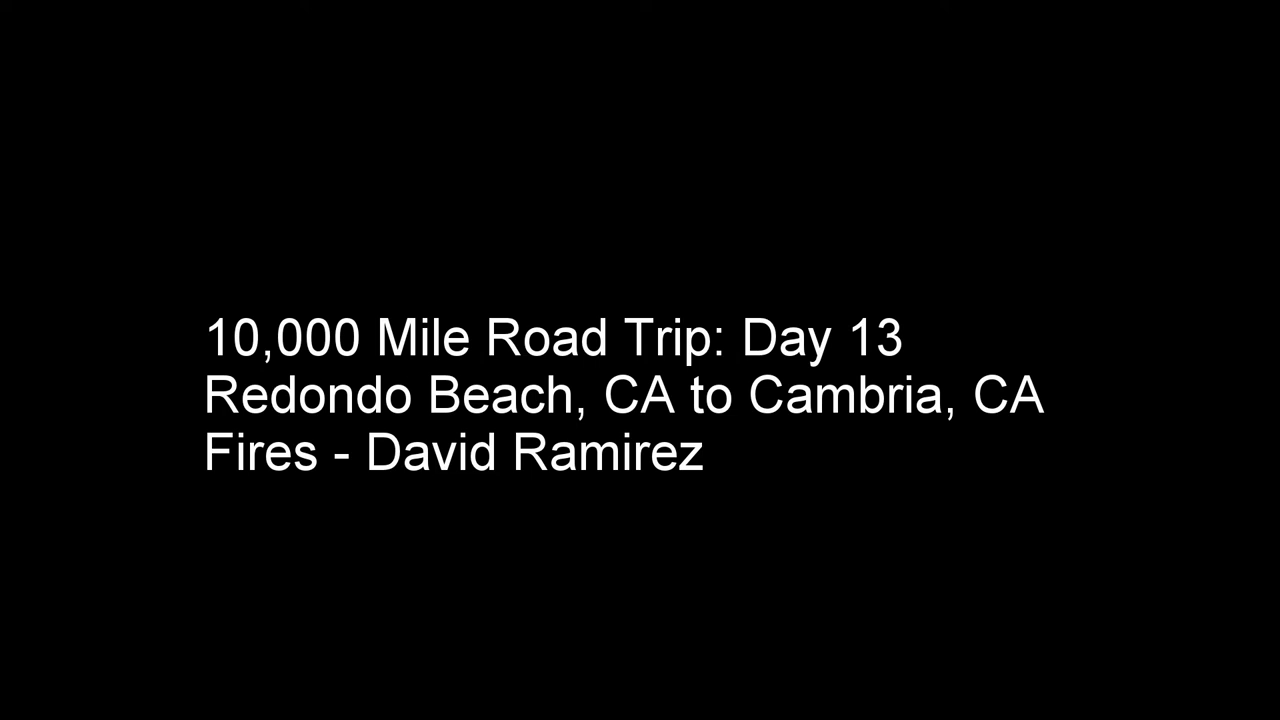 10,000 Mile Road Trip: Day 13
Redondo Beach, CA to Cambria, CA
Fires - David Ramirez